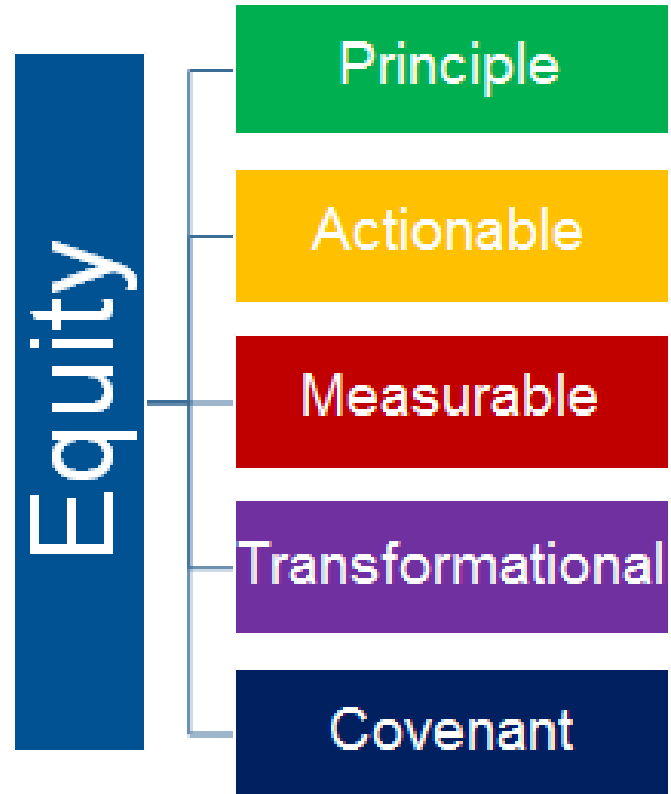 Equity
Principle
Actionable
Measurable
Transformational
Covenant